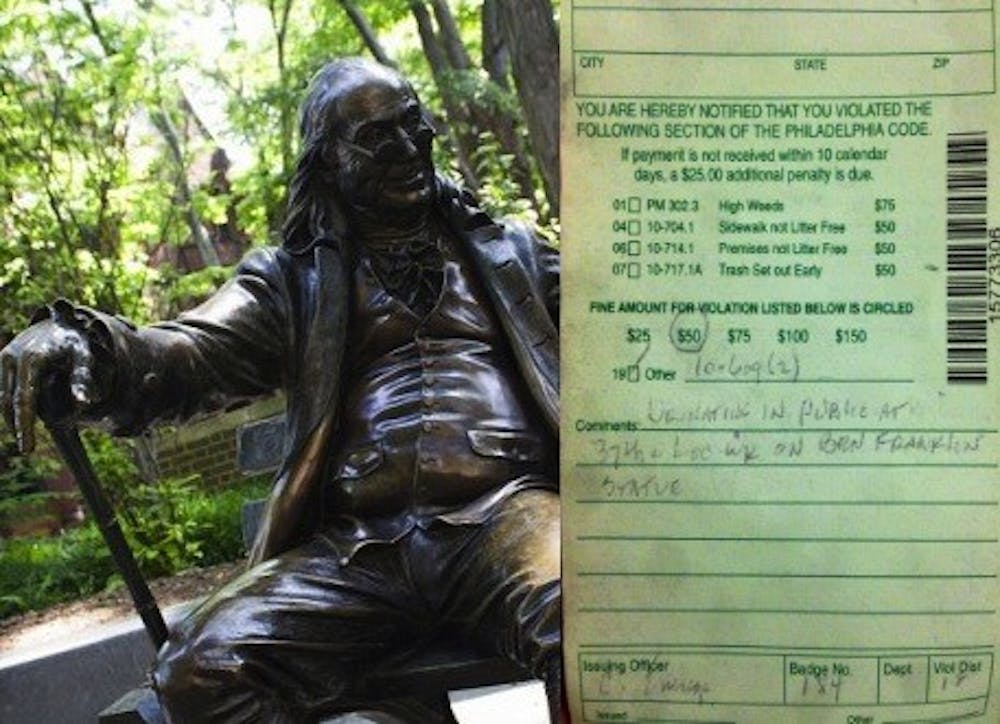 CITY STATE ZIP
YOU ARE HEREBY NOTIFIED THAT YOU VIOLATED THE
FOLLOWING SECTION OF THE PHILADELPHIA CODE.
If payment is not received within 10 calendar
days, a $25.00 additional penalty is due.
01 PM 302.3 High Weeds $75
04 10-704.1 Sidewalk not Litter Free $50
06 10-714.1 Premises not Litter Free $50
07 10-717.1A Trash Set out Early $50
FINE AMOUNT FOR VIOLATION LISTED BELOW IS CIRCLED
$25 $50 $75 $100 $150
19 Other 10-609(2)
Comments: URINATING IN PUBLIC AT
37th & Locust ON BEN FRANKLIN
STATUE
Issuing Officer Badge No. Dept Viol Dist
184 18